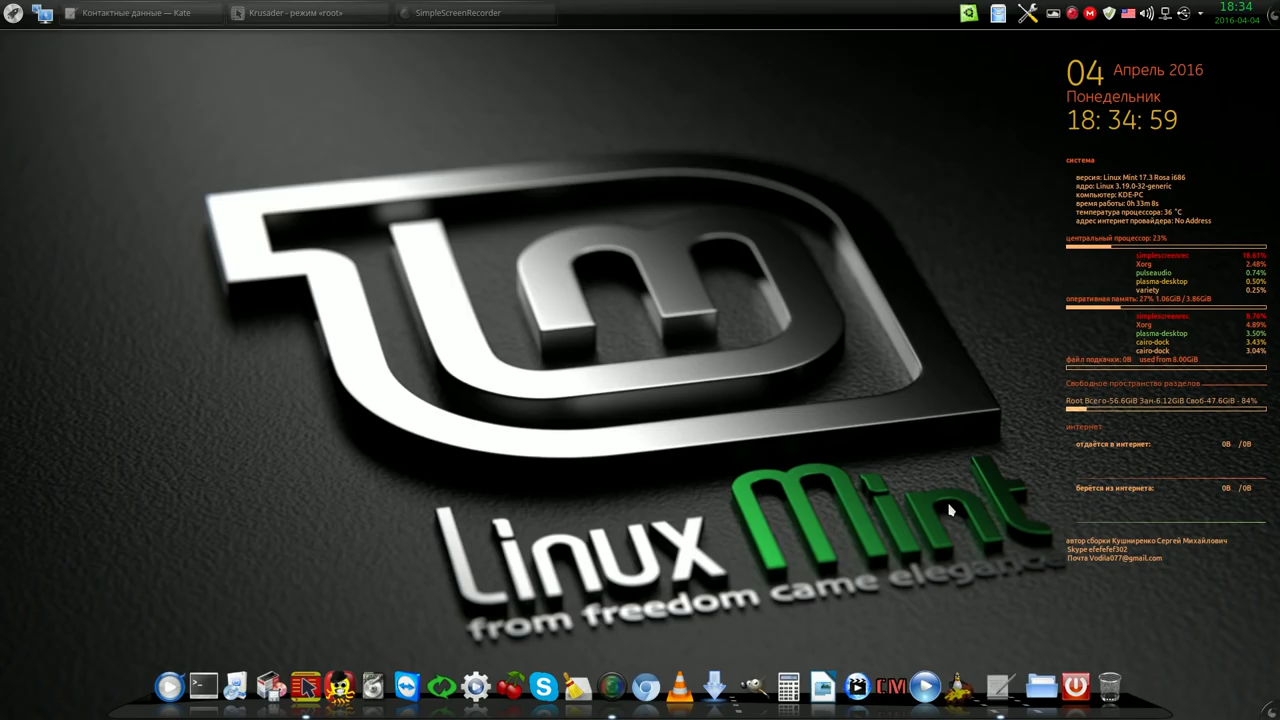 Контактные данные — Kate
Krusader - режим «root»
SimpleScreenRecorder
18:34
2016-04-04
04 Апрель 2016
Понедельник
18: 34: 59
система
версия: Linux Mint 17.3 Rosa i686
ядро: Linux 3.19.0-32-generic
компьютер: KDE-PC
время работы: 0h 33m 8s
температура процессора: 36 °C
адрес интернет провайдера: No Address
центральный процессор: 23%
simplescreenrec 18.61%
Xorg 2.48%
pulseaudio 0.74%
plasma-desktop 0.50%
variety 0.25%
оперативная память: 27% 1.06GiB / 3.86GiB
simplescreenrec 8.76%
Xorg 4.89%
plasma-desktop 3.50%
cairo-dock 3.43%
cairo-dock 3.04%
файл подкачки: 0B used from 8.00GiB
Свободное пространство разделов
Root Всего-56.6GiB Зан-6.12GiB Своб-47.6GiB - 84%
интернет
отдаётся в интернет: 0B /0B
берётся из интернета: 0B /0B
автор сборки Кушниренко Сергей Михайлович
Skype efefefef302
Почта Vodila077@gmail.com
Linux Mint
from freedom came elegance